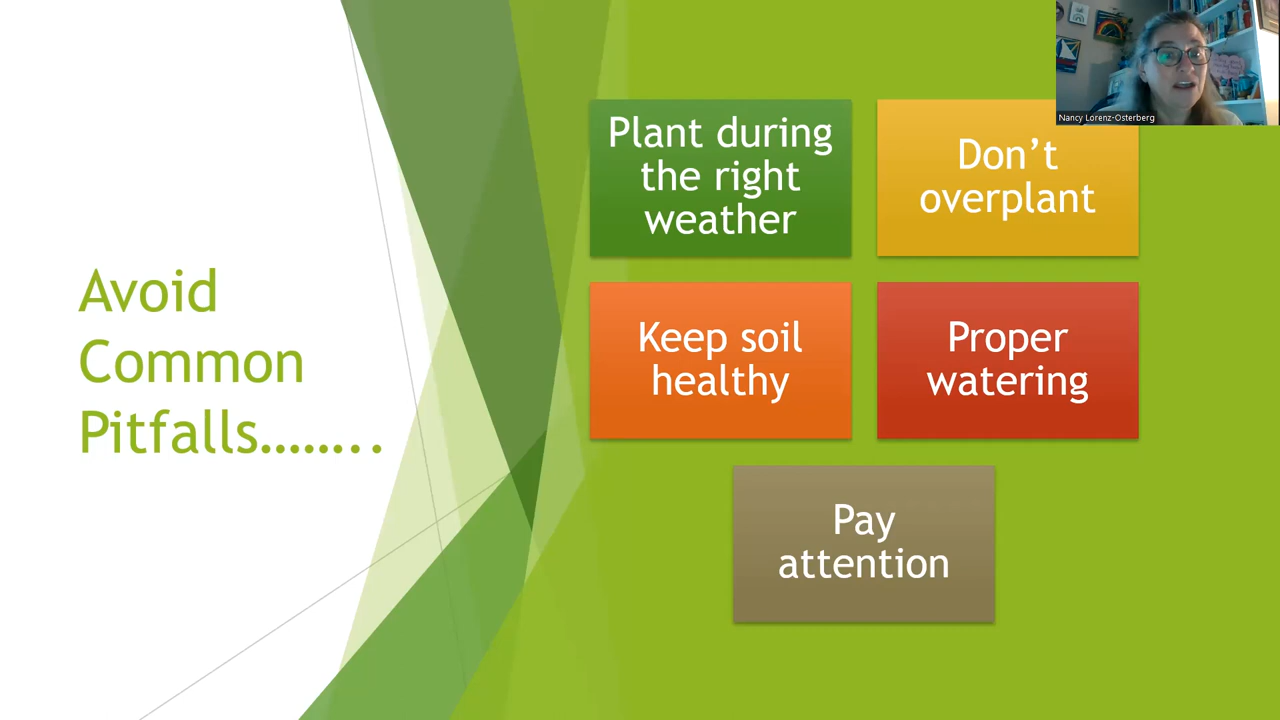 Avoid
Common
Pitfalls……..
Plant during
the right
weather
Don’t
overplant
Keep soil
healthy
Proper
watering
Pay
attention
Nancy Lorenz-Osterberg